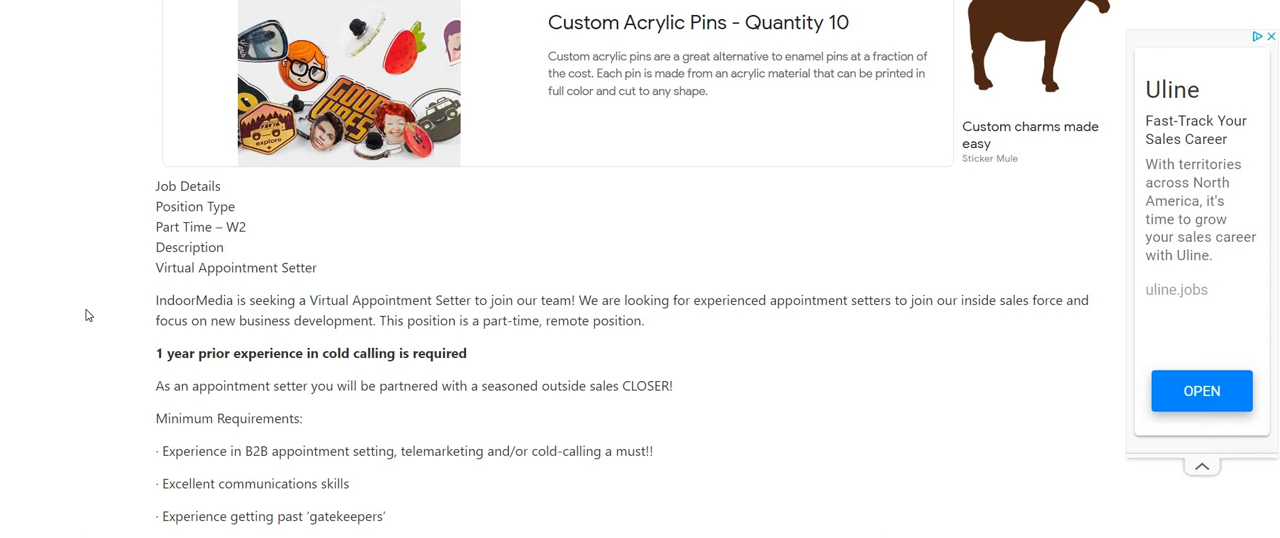 Custom Acrylic Pins - Quantity 10
Custom acrylic pins are a great alternative to enamel pins at a fraction of
the cost. Each pin is made from an acrylic material that can be printed in
full color and cut to any shape.
GOOD
VIBES
explore
Custom charms made
easy
Sticker Mule
Uline
Fast-Track Your
Sales Career
With territories
across North
America, it's
time to grow
your sales career
with Uline.
uline.jobs
OPEN
Job Details
Position Type
Part Time – W2
Description
Virtual Appointment Setter
IndoorMedia is seeking a Virtual Appointment Setter to join our team! We are looking for experienced appointment setters to join our inside sales force and
focus on new business development. This position is a part-time, remote position.
1 year prior experience in cold calling is required
As an appointment setter you will be partnered with a seasoned outside sales CLOSER!
Minimum Requirements:
· Experience in B2B appointment setting, telemarketing and/or cold-calling a must!!
· Excellent communications skills
· Experience getting past ‘gatekeepers’